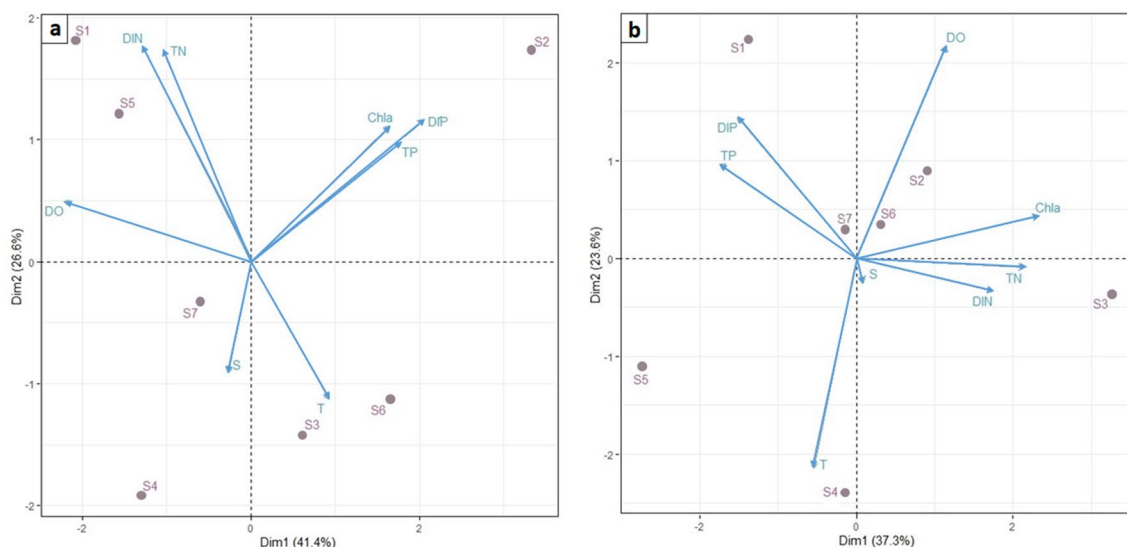 a
S1
DIN
TN
S2
S5
Chla
DIP
TP
DO
S7
S
T
S6
S3
S4
2
1
0
-1
-2
-2
0
2
Dim2 (26.6%)
Dim1 (41.4%)
b
S1
DO
DIP
TP
S2
S7
S6
Chla
S
TN
DIN
S3
S5
T
S4
2
1
0
-1
-2
-2
0
2
Dim2 (23.6%)
Dim1 (37.3%)